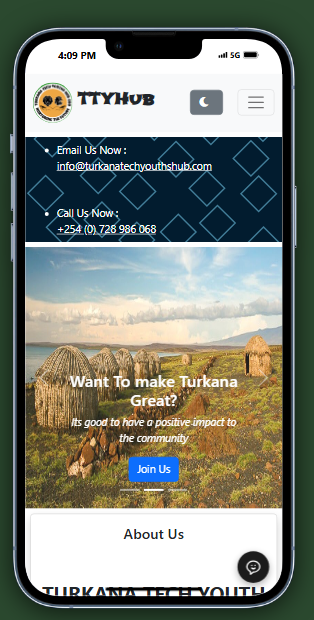 4:09 PM
5G
TTYHUB
Email Us Now :
info@turkanatechyouthshub.com
Call Us Now :
+254 (0) 728 986 068
Want To make Turkana
Great?
Its good to have a positive impact to
the community
Join Us
About Us
TURKANA TECH YOUTH